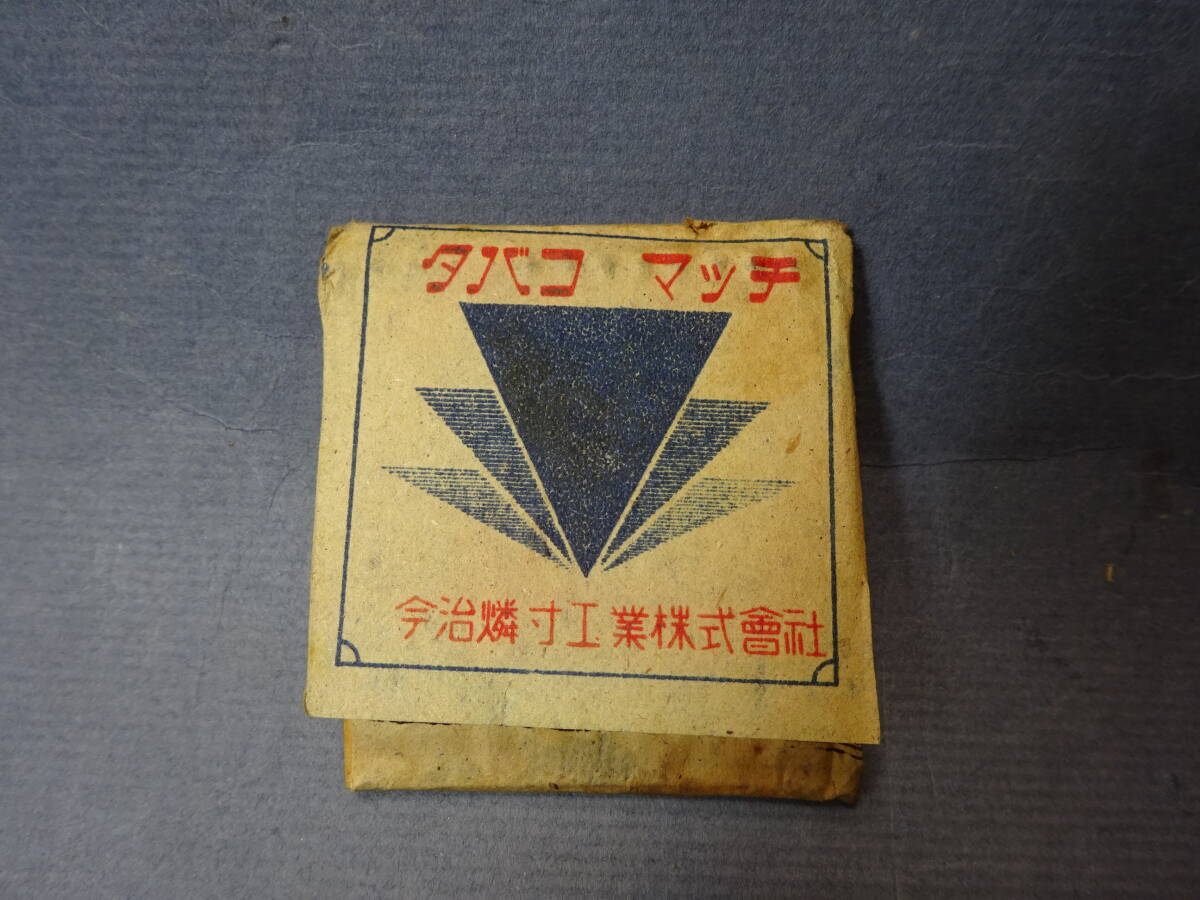 タバコ マッチ
今治燐寸工業株式會社